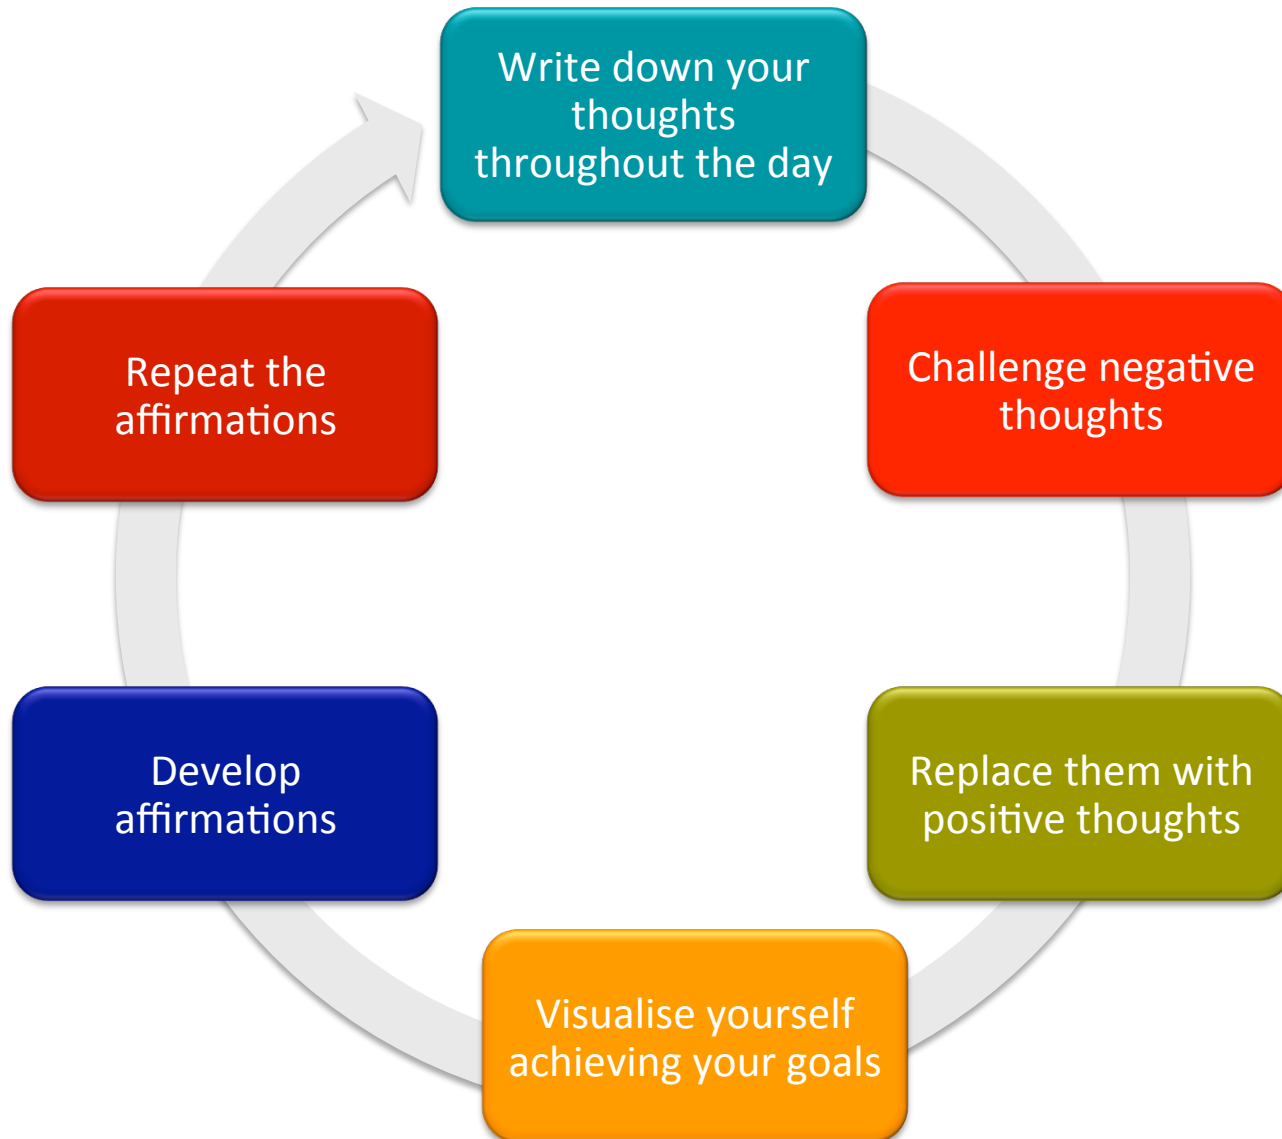 Write down your
thoughts
throughout the day
Challenge negative
thoughts
Replace them with
positive thoughts
Visualise yourself
achieving your goals
Develop
affirmations
Repeat the
affirmations